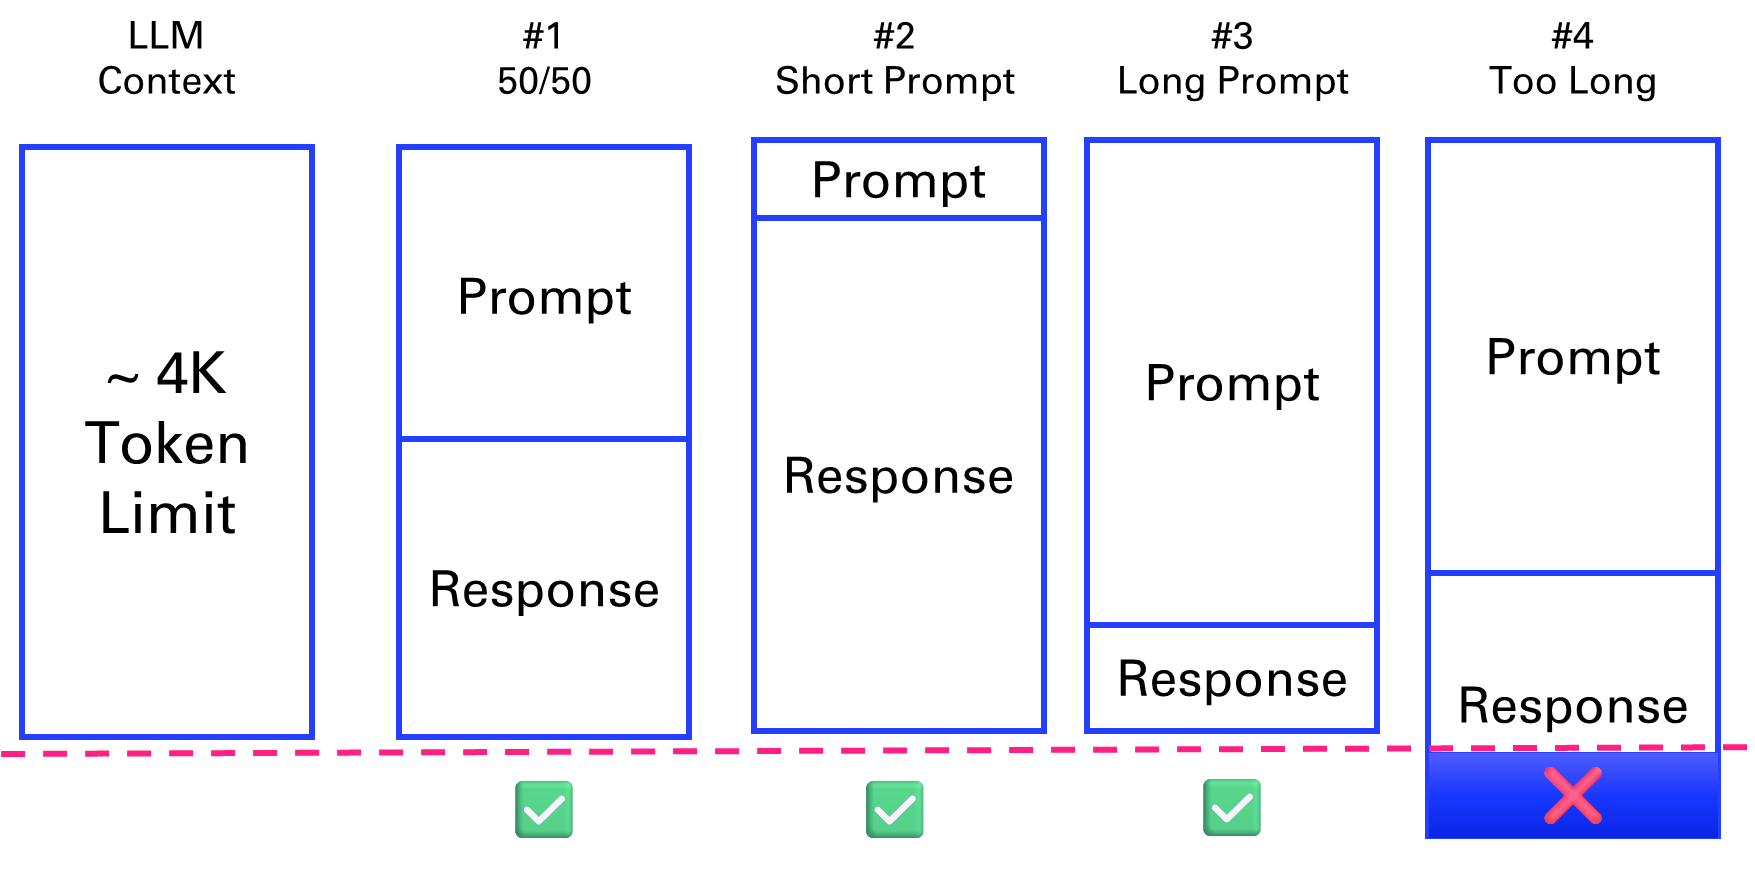 LLM
Context
#1
50/50
#2
Short Prompt
#3
Long Prompt
#4
Too Long
~ 4K
Token
Limit
Prompt
Response
Prompt
Response
Prompt
Response
Prompt
Response